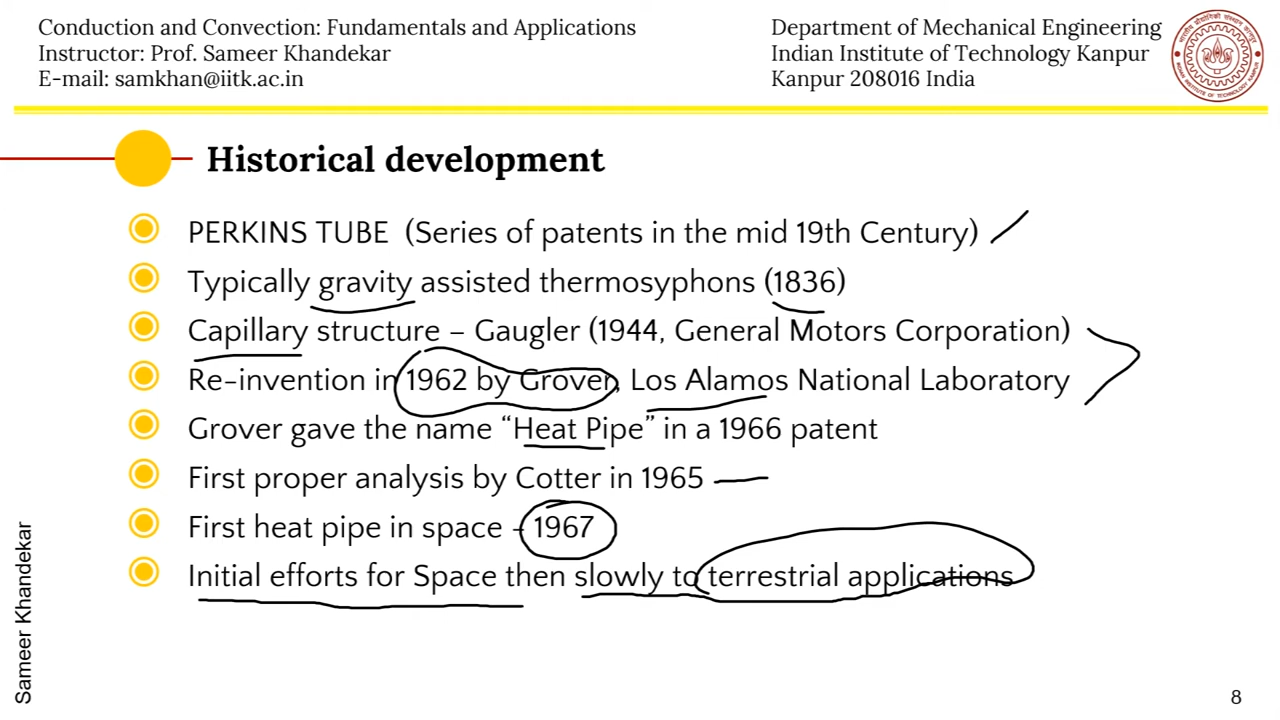 Conduction and Convection: Fundamentals and Applications
Instructor: Prof. Sameer Khandekar
E-mail: samkhan@iitk.ac.in
Department of Mechanical Engineering
Indian Institute of Technology Kanpur
Kanpur 208016 India
Historical development
PERKINS TUBE (Series of patents in the mid 19th Century)
Typically gravity assisted thermosyphons (1836)
Capillary structure – Gaugler (1944, General Motors Corporation)
Re-invention in 1962 by Grover, Los Alamos National Laboratory
Grover gave the name “Heat Pipe” in a 1966 patent
First proper analysis by Cotter in 1965
First heat pipe in space - 1967
Initial efforts for Space then slowly to terrestrial applications
Sameer Khandekar
8